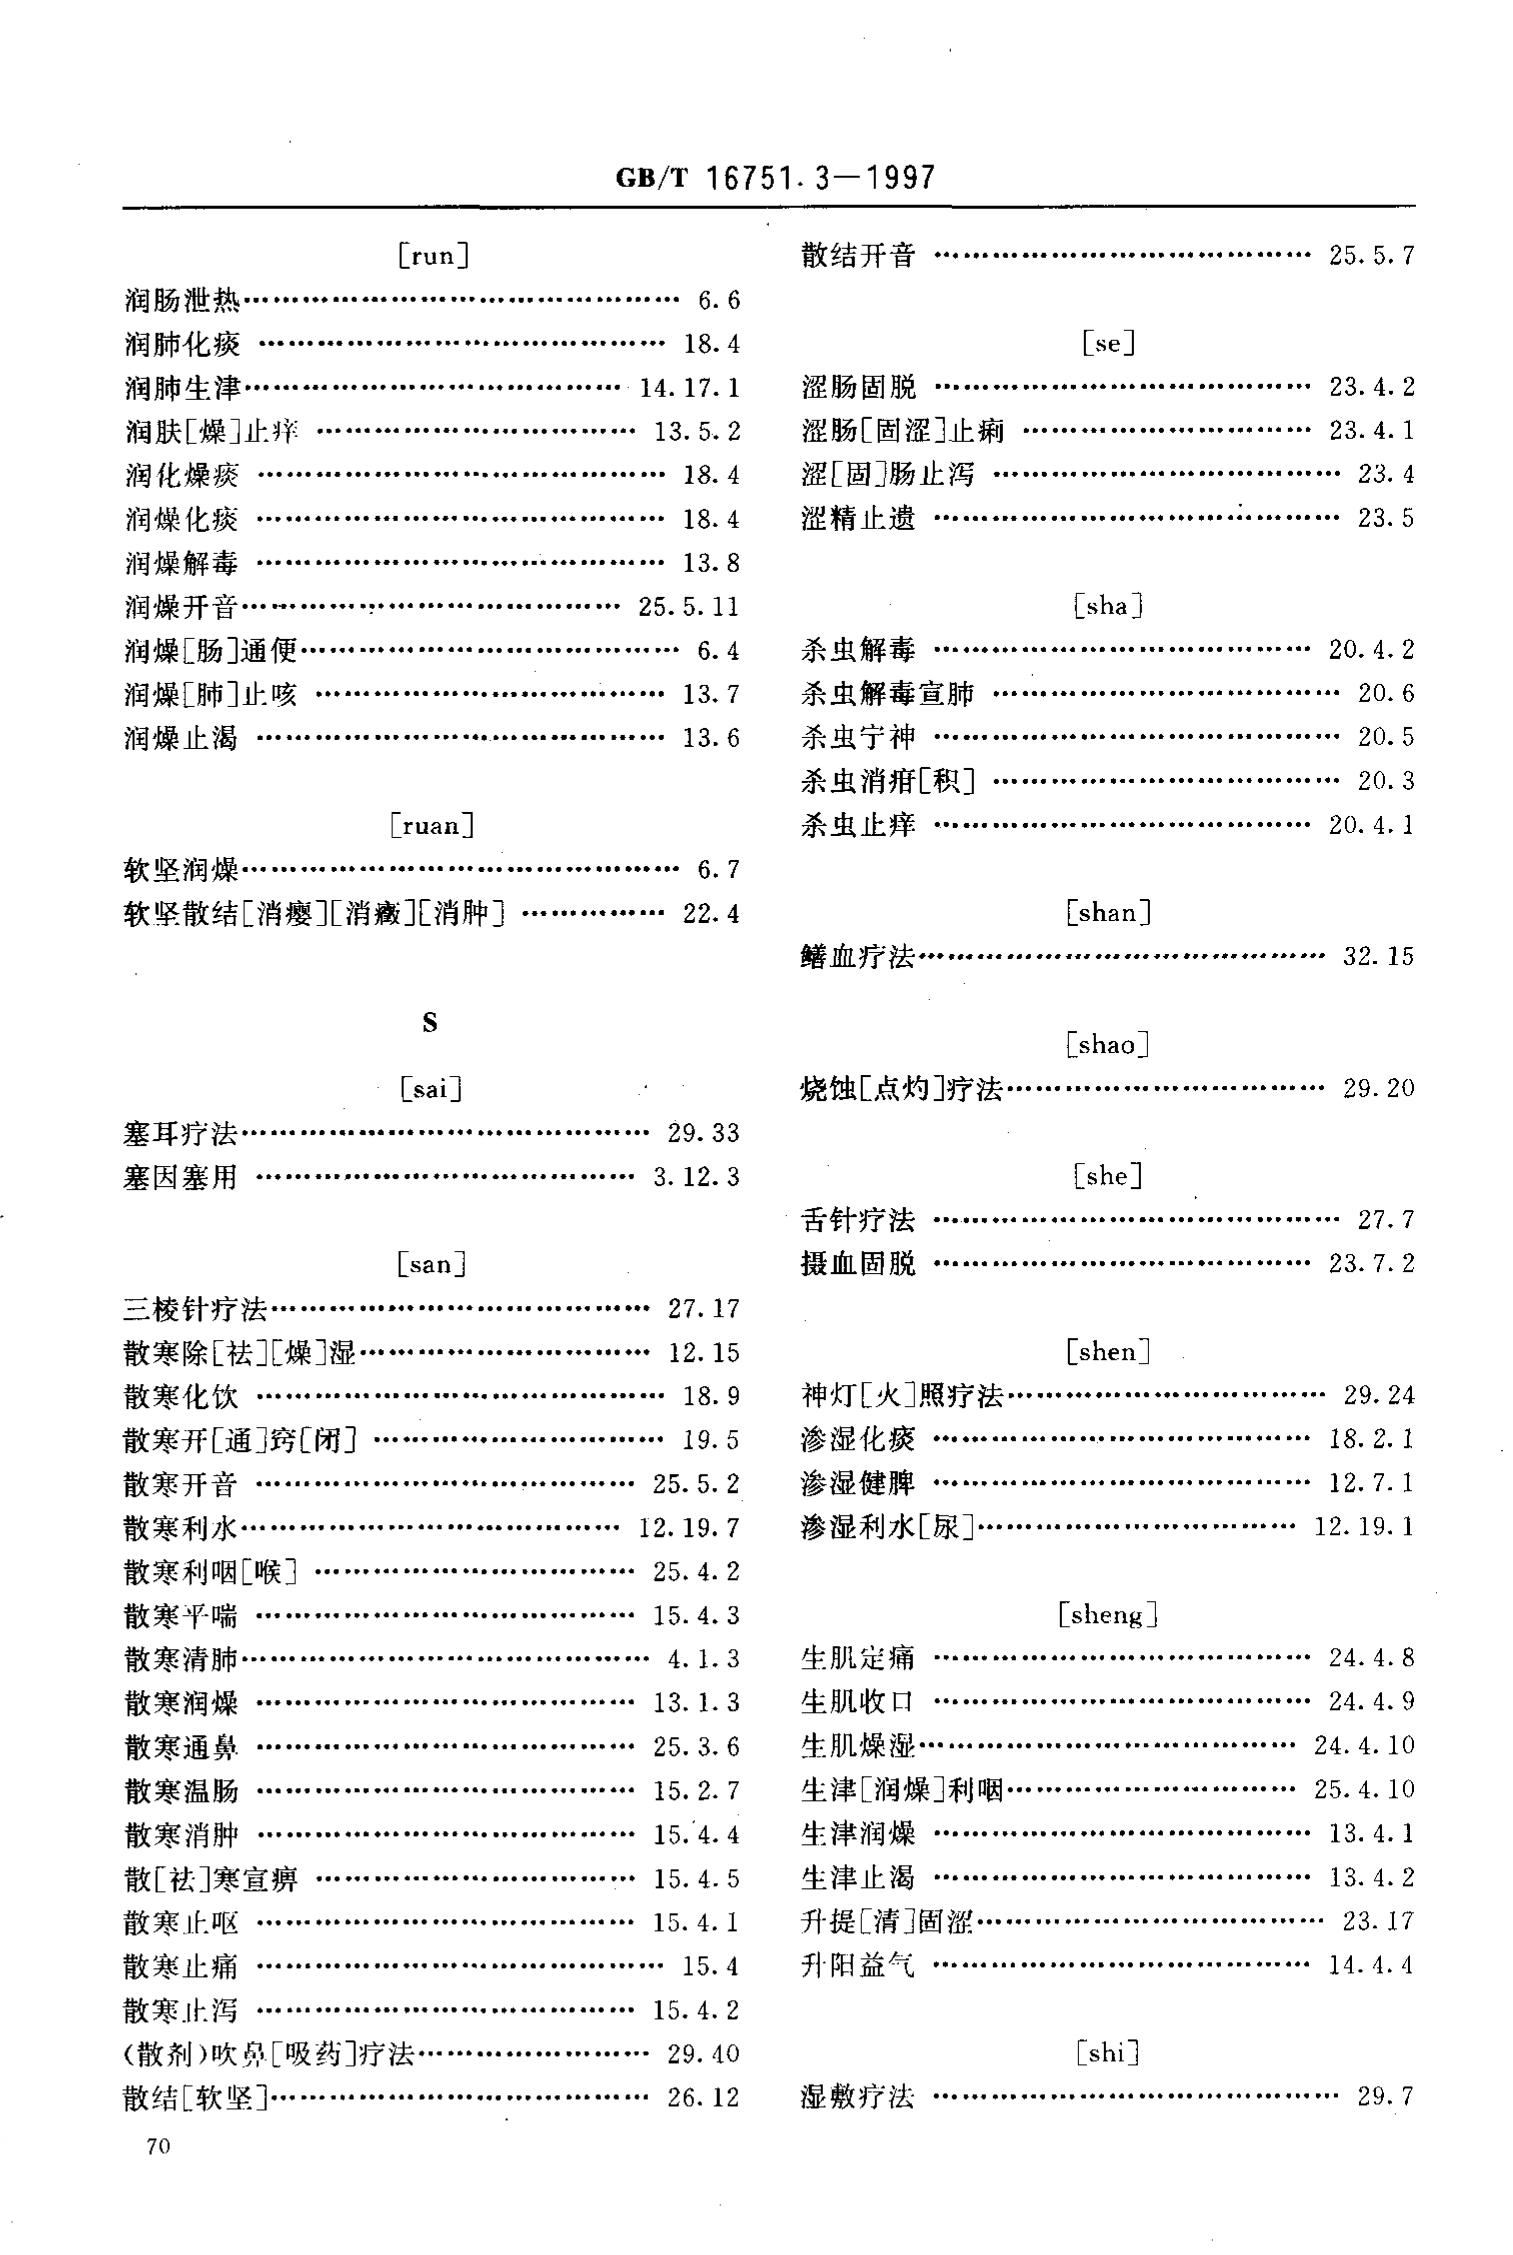 GB/T 16751.3—1997
[run]
润肠泄热…………………………………… 6.6
润肺化痰 …………………………………… 18.4
润肺生津………………………………… 14.17.1
润肤[燥]止痒 …………………………… 13.5.2
润化燥痰 …………………………………… 18.4
润燥化痰 …………………………………… 18.4
润燥解毒 …………………………………… 13.8
润燥开音………………………………… 25.5.11
润燥[肠]通便………………………………… 6.4
润燥[肺]止咳 ……………………………… 13.7
润燥止渴 …………………………………… 13.6
[ruan]
软坚润燥……………………………………… 6.7
软坚散结[消瘿][消癥][消肿] …………… 22.4
S
[sai]
塞耳疗法…………………………………… 29.33
塞因塞用 ………………………………… 3.12.3
[san]
三棱针疗法………………………………… 27.17
散寒除[祛][燥]湿………………………… 12.15
散寒化饮 …………………………………… 18.9
散寒开[通]窍[闭] ………………………… 19.5
散寒开音 ………………………………… 25.5.2
散寒利水………………………………… 12.19.7
散寒利咽[喉] …………………………… 25.4.2
散寒平喘 ………………………………… 15.4.3
散寒清肺…………………………………… 4.1.3
散寒润燥 ………………………………… 13.1.3
散寒通鼻 ………………………………… 25.3.6
散寒温肠 ………………………………… 15.2.7
散寒消肿 ………………………………… 15.4.4
散[祛]寒宣痹 …………………………… 15.4.5
散寒止呕 ………………………………… 15.4.1
散寒止痛 …………………………………… 15.4
散寒止泻 ………………………………… 15.4.2
(散剂)吹鼻[吸药]疗法…………………… 29.40
散结[软坚]………………………………… 26.12
散结开音 ………………………………… 25.5.7
[se]
涩肠固脱 ………………………………… 23.4.2
涩肠[固涩]止痢 ………………………… 23.4.1
涩[固]肠止泻 ……………………………… 23.4
涩精止遗 …………………………………… 23.5
[sha]
杀虫解毒 ………………………………… 20.4.2
杀虫解毒宣肺 ……………………………… 20.6
杀虫宁神 …………………………………… 20.5
杀虫消疳[积] ……………………………… 20.3
杀虫止痒 ………………………………… 20.4.1
[shan]
鳝血疗法…………………………………… 32.15
[shao]
烧蚀[点灼]疗法…………………………… 29.20
[she]
舌针疗法 …………………………………… 27.7
摄血固脱 ………………………………… 23.7.2
[shen]
神灯[火]照疗法…………………………… 29.24
渗湿化痰 ………………………………… 18.2.1
渗湿健脾 ………………………………… 12.7.1
渗湿利水[尿]…………………………… 12.19.1
[sheng]
生肌定痛 ………………………………… 24.4.8
生肌收口 ………………………………… 24.4.9
生肌燥湿………………………………… 24.4.10
生津[润燥]利咽………………………… 25.4.10
生津润燥 ………………………………… 13.4.1
生津止渴 ………………………………… 13.4.2
升提[清]固涩……………………………… 23.17
升阳益气 ………………………………… 14.4.4
[shi]
湿敷疗法 …………………………………… 29.7
70